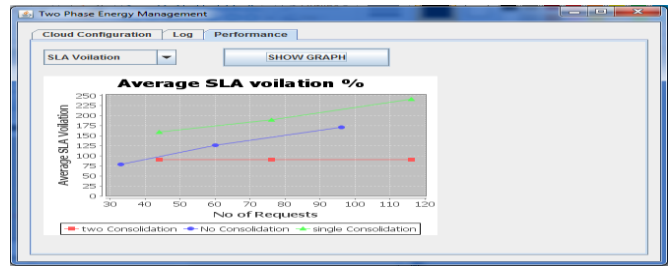 Two Phase Energy Management
Cloud Configuration Log Performance
SLA Voilation SHOW GRAPH
Average SLA voilation %
Average SLA Voilation
250
225
200
175
150
125
100
75
50
25
0
30 40 50 60 70 80 90 100 110 120
No of Requests
two Consolidation No Consolidation single Consolidation